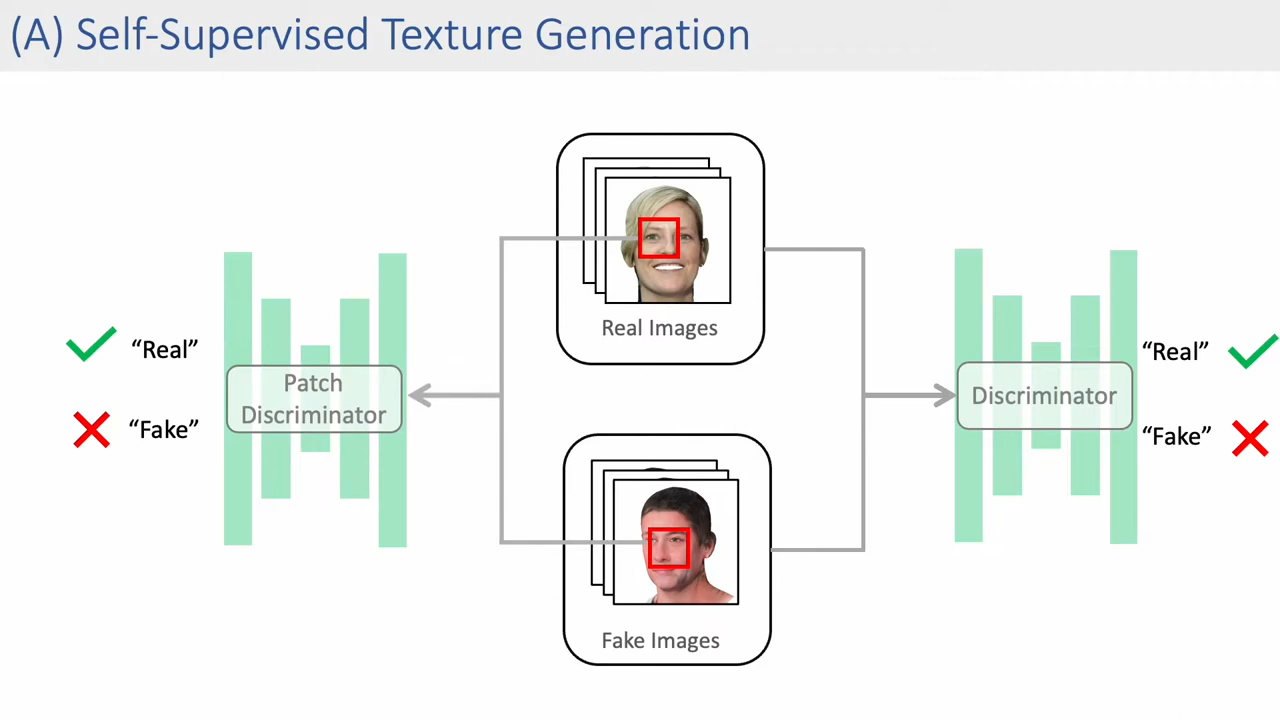 (A) Self-Supervised Texture Generation
Real Images
"Real"
"Fake"
Patch
Discriminator
Discriminator
"Real"
"Fake"
Fake Images